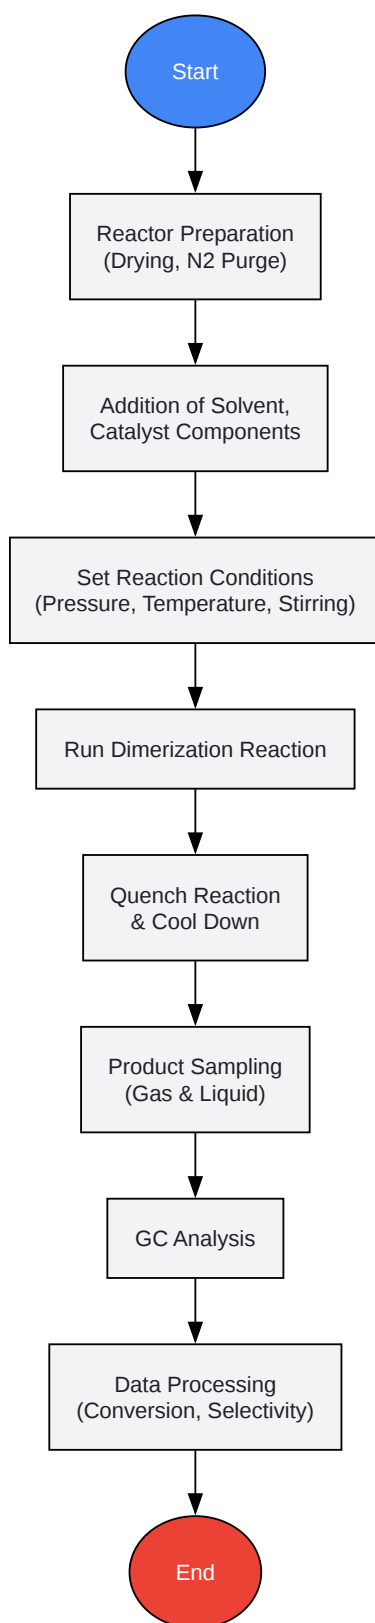 Start
Reactor Preparation
(Drying, N2 Purge)
Addition of Solvent,
Catalyst Components
Set Reaction Conditions
(Pressure, Temperature, Stirring)
Run Dimerization Reaction
Quench Reaction
& Cool Down
Product Sampling
(Gas & Liquid)
GC Analysis
Data Processing
(Conversion, Selectivity)
End